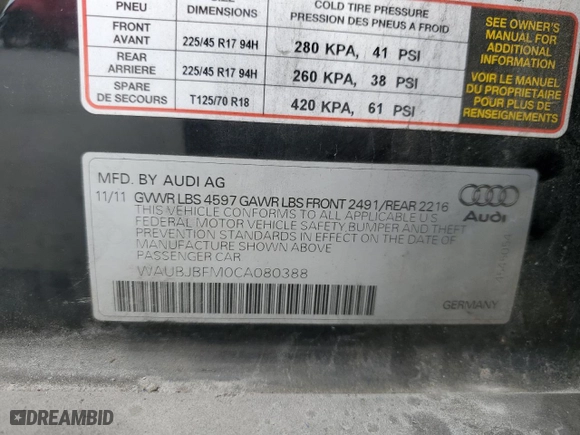 PNEU DIMENSIONS COLD TIRE PRESSURE
PRESSION DES PNEUS A FROID
FRONT
AVANT 225/45 R17 94H 280 KPA, 41 PSI
REAR
ARRIERE 225/45 R17 94H 260 KPA, 38 PSI
SPARE
DE SECOURS T125/70 R18 420 KPA, 61 PSI
SEE OWNER'S
MANUAL FOR
ADDITIONAL
INFORMATION
VOIR LE MANUEL
DU PROPRIETAIRE
POUR PLUS DE
RENSEIGNEMENTS
MFD. BY AUDI AG
11/11 GVWR LBS 4597 GAWR LBS FRONT 2491/REAR 2216
THIS VEHICLE CONFORMS TO ALL APPLICABLE U.S
FEDERAL MOTOR VEHICLE SAFETY,BUMPER AND THEFT
PREVENTION STANDARDS IN EFFECT ON THE DATE OF
MANUFACTURE SHOWN ABOVE
PASSENGER CAR
WAUBJBFM0CA080388
Audi
GERMANY
DREAMBID